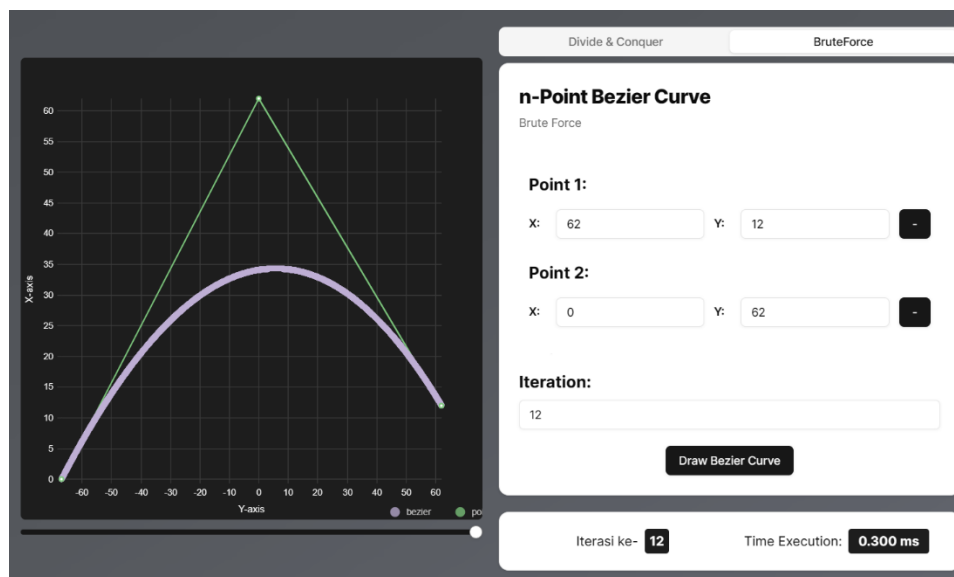 Divide & Conquer BruteForce
n-Point Bezier Curve
Brute Force
Point 1:
X: 62 Y: 12 -
Point 2:
X: 0 Y: 62 -
Iteration:
12
Draw Bezier Curve
Iterasi ke- 12 Time Execution: 0.300 ms
60
55
50
45
40
35
30
25
20
15
10
5
0
X-axis
-60 -50 -40 -30 -20 -10 0 10 20 30 40 50 60
Y-axis
bezier po